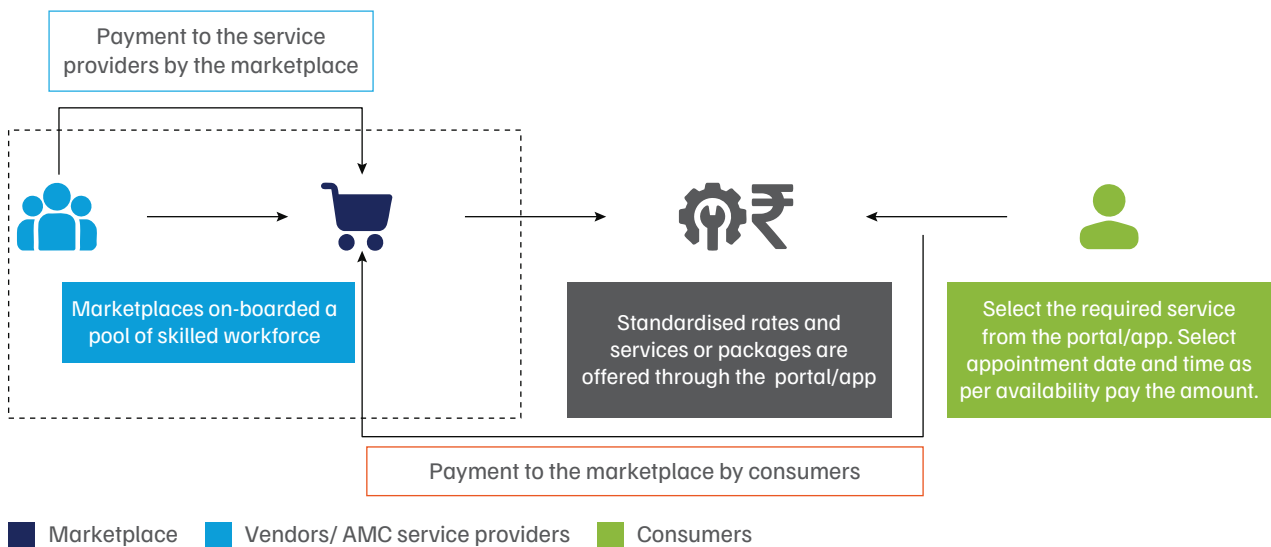 Payment to the service
providers by the marketplace
₹
Marketplaces on-boarded a
pool of skilled workforce
Standardised rates and
services or packages are
offered through the portal/app
Select the required service
from the portal/app. Select
appointment date and time as
per availability pay the amount.
Payment to the marketplace by consumers
Marketplace
Vendors/ AMC service providers
Consumers